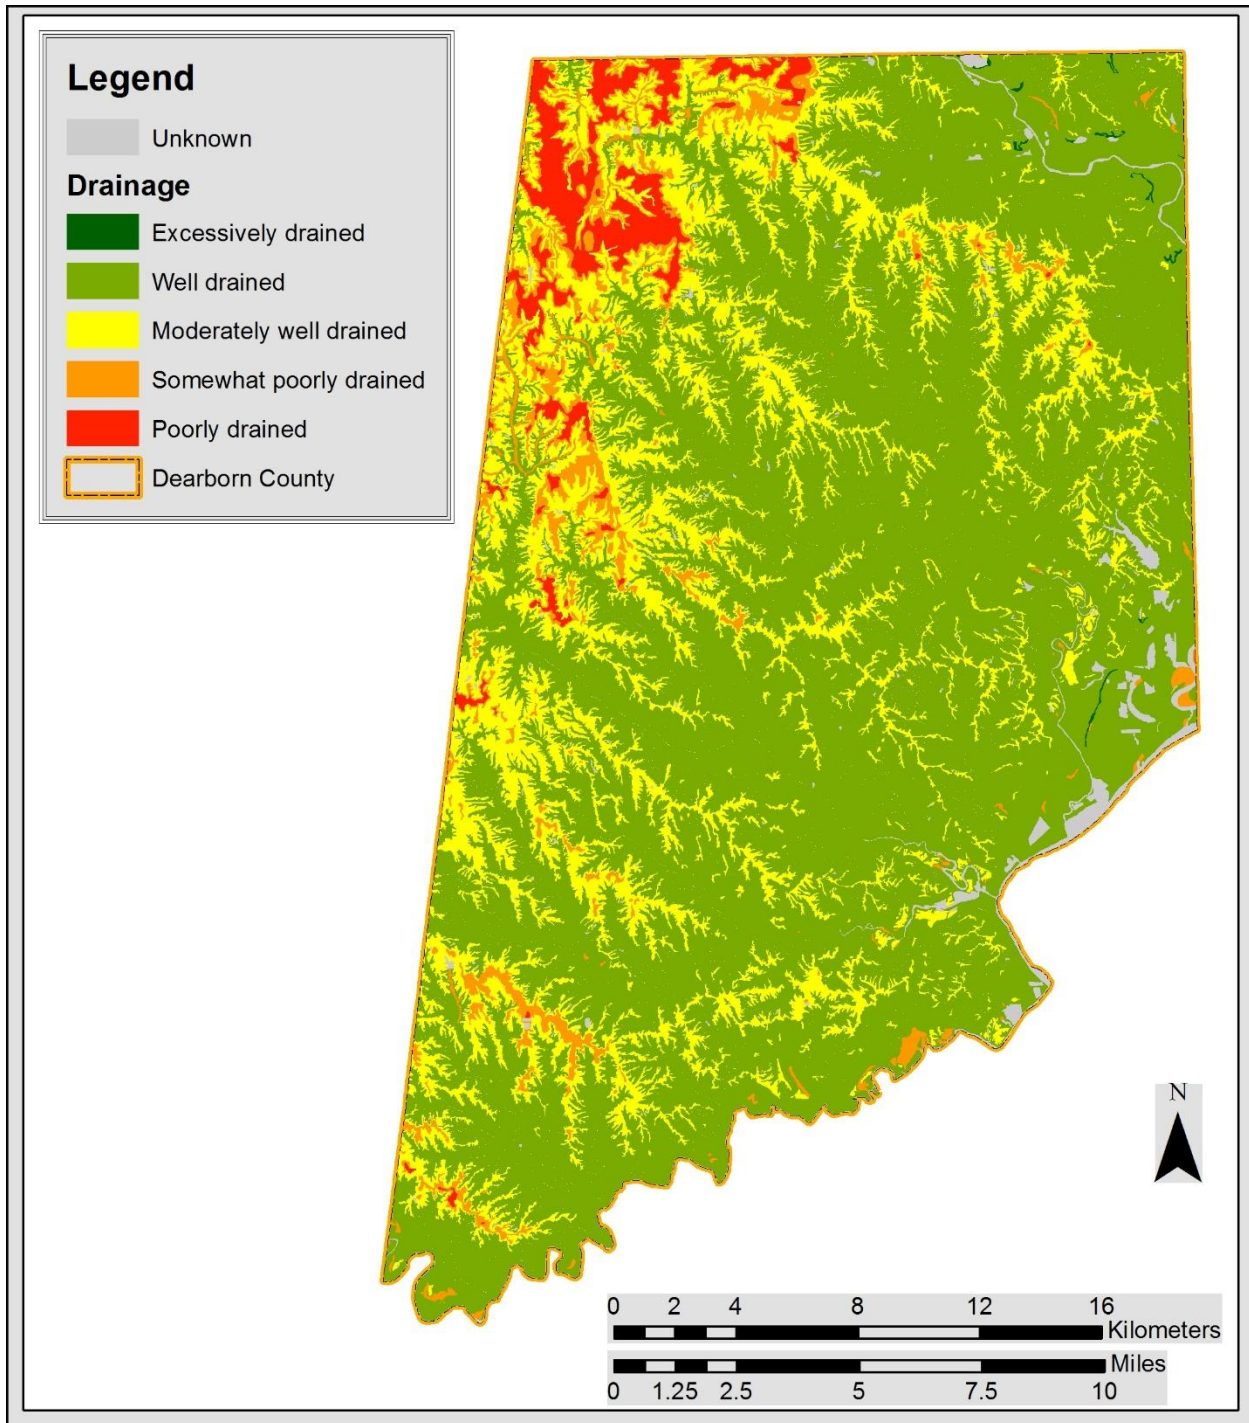 Legend
Unknown
Drainage
Excessively drained
Well drained
Moderately well drained
Somewhat poorly drained
Poorly drained
Dearborn County
N
0 2 4 8 12 16
Kilometers
Miles
0 1.25 2.5 5 7.5 10